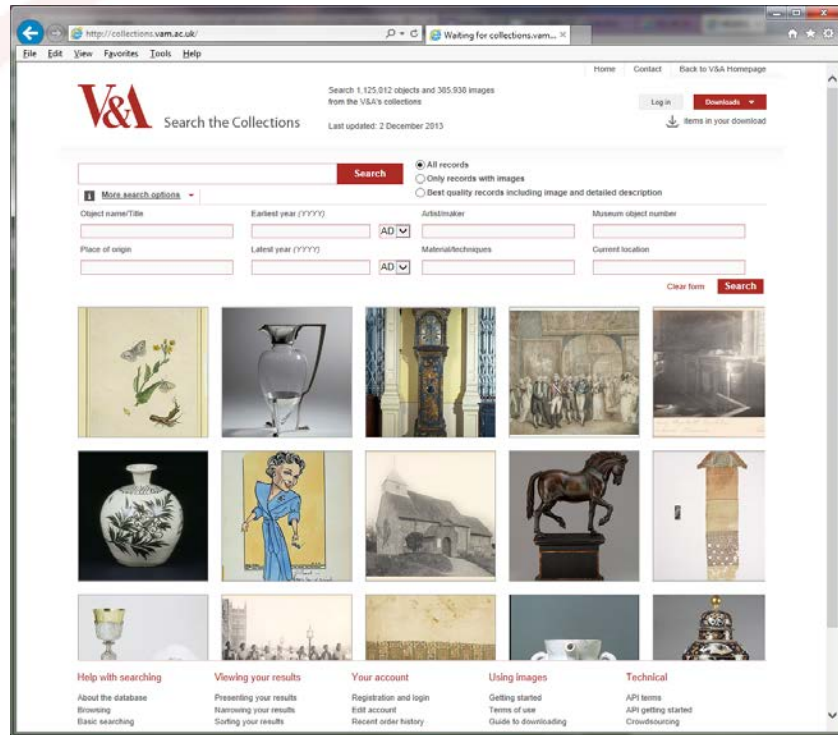 http://collections.vam.ac.uk/
Waiting for collections.vam...
File Edit View Favorites Tools Help
Home Contact Back to V&A Homepage
V&A Search the Collections
Search 1,125,012 objects and 385,938 images
from the V&A's collections
Last updated: 2 December 2013
Log in Downloads
items in your download
Search
All records
Only records with images
Best quality records including image and detailed description
More search options
Object name/Title Earliest year (YYYY) AD Artist/maker Museum object number
Place of origin Latest year (YYYY) AD Material/techniques Current location
Clear form Search
Help with searching Viewing your results Your account Using images Technical
About the database Presenting your results Registration and login Getting started API terms
Browsing Narrowing your results Edit account Terms of use API getting started
Basic searching Sorting your results Recent order history Guide to downloading Crowdsourcing